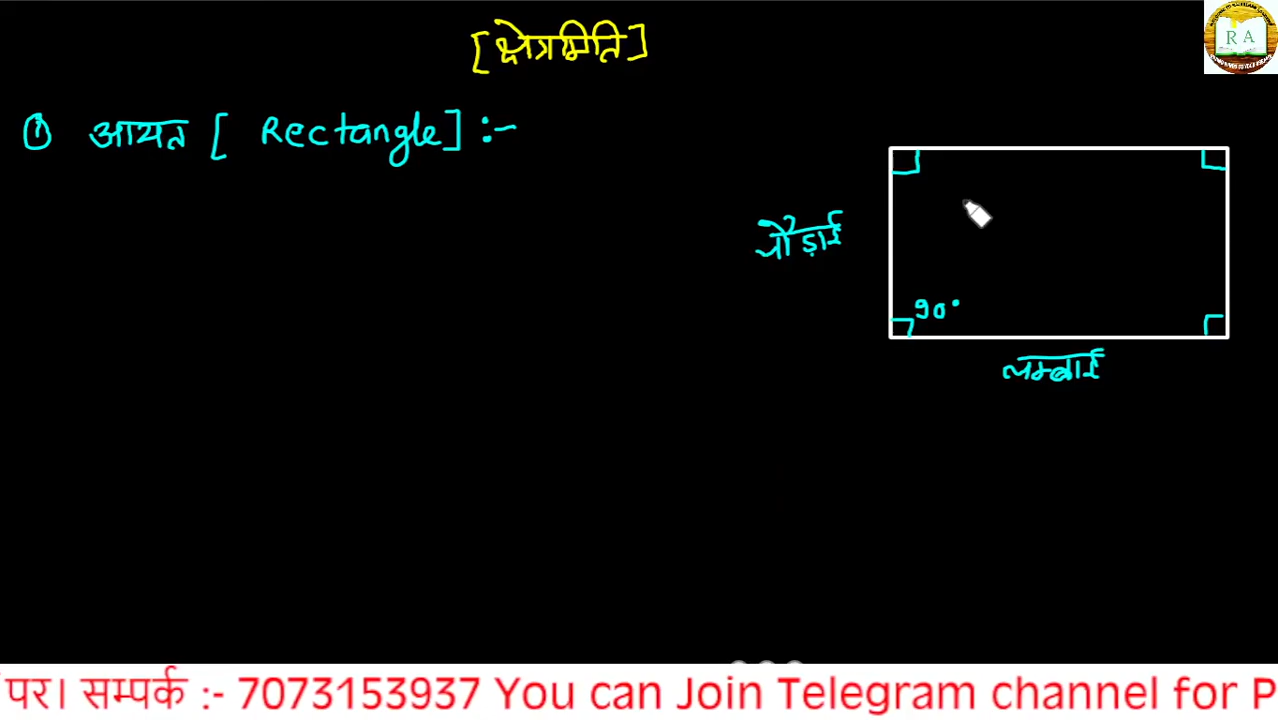 [क्षेत्रमिति]
① आयत [ Rectangle] :-
चौड़ाई
90°
लम्बाई
R A
पर। सम्पर्क :- 7073153937 You can Join Telegram channel for P